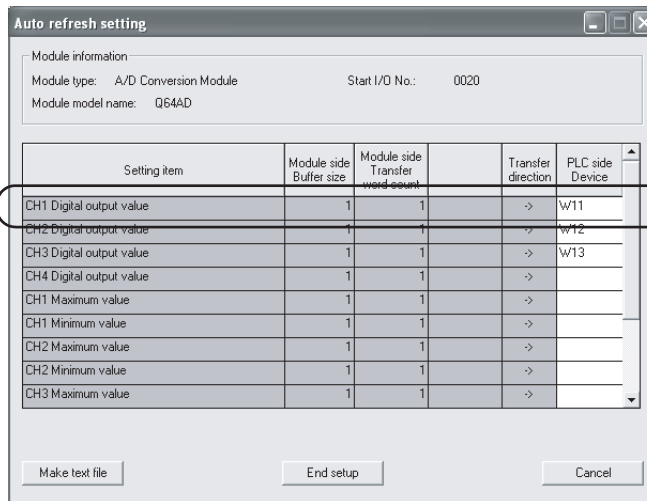 Auto refresh setting
Module information
Module type: A/D Conversion Module Start I/O No.: 0020
Module model name: Q64AD
Setting item Module side Buffer size Module side Transfer word count Transfer direction PLC side Device
CH1 Digital output value 1 1 -> W11
CH2 Digital output value 1 1 -> W12
CH3 Digital output value 1 1 -> W13
CH4 Digital output value 1 1 ->
CH1 Maximum value 1 1 ->
CH1 Minimum value 1 1 ->
CH2 Maximum value 1 1 ->
CH2 Minimum value 1 1 ->
CH3 Maximum value 1 1 ->
Make text file End setup Cancel